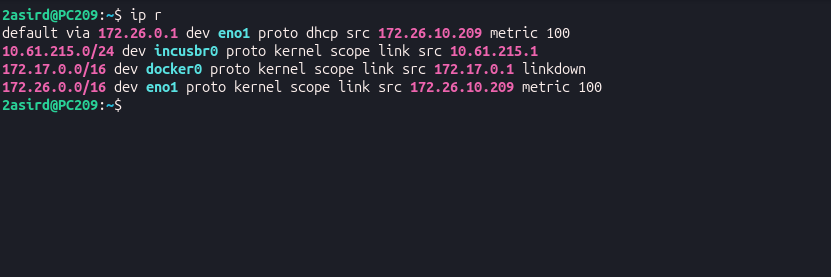 2asird@PC209:~$ ip r
default via 172.26.0.1 dev eno1 proto dhcp src 172.26.10.209 metric 100
10.61.215.0/24 dev incusbr0 proto kernel scope link src 10.61.215.1
172.17.0.0/16 dev docker0 proto kernel scope link src 172.17.0.1 linkdown
172.26.0.0/16 dev eno1 proto kernel scope link src 172.26.10.209 metric 100
2asird@PC209:~$